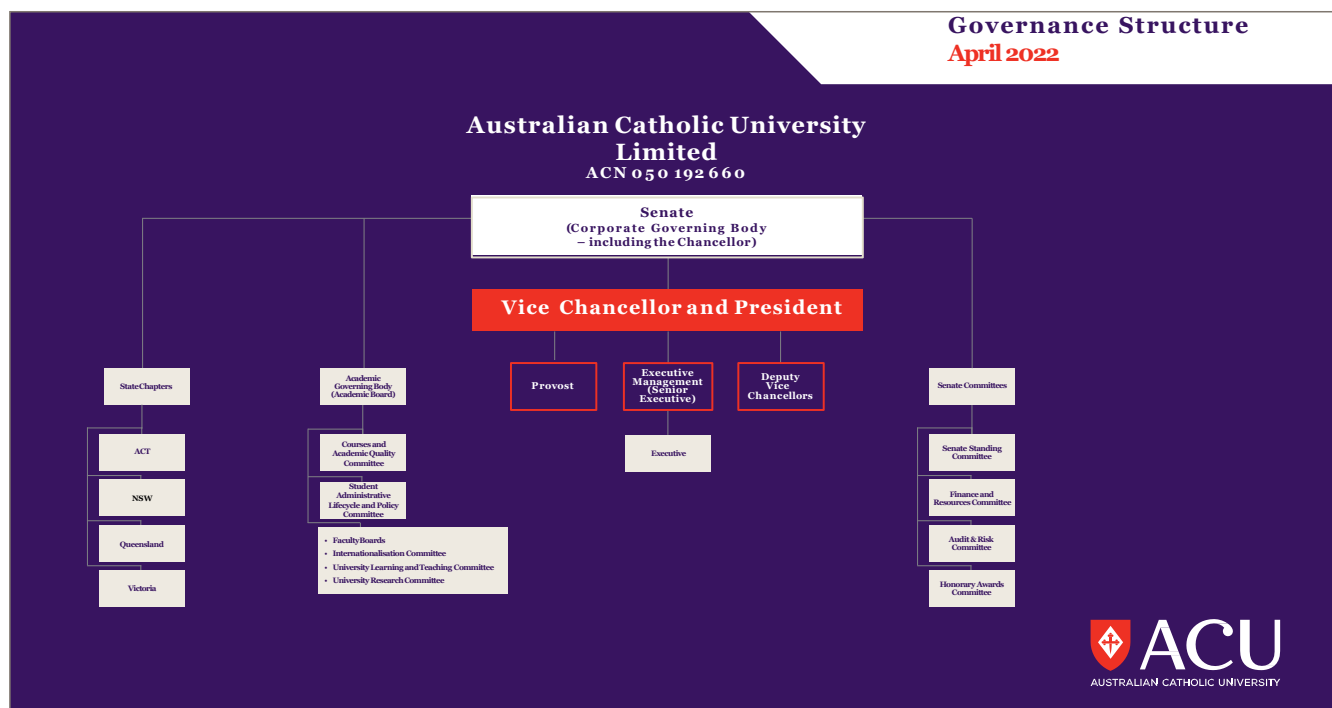 Governance Structure
April 2022
Australian Catholic University
Limited
ACN 050 192 660
Senate
(Corporate Governing Body
– including the Chancellor)
Vice Chancellor and President
Provost
Executive
Management
(Senior
Executive)
Deputy
Vice
Chancellors
Executive
State Chapters
ACT
NSW
Queensland
Victoria
Academic
Governing Body
(Academic Board)
Courses and
Academic Quality
Committee
Student
Administrative
Lifecycle and Policy
Committee
• Faculty Boards
• Internationalisation Committee
• University Learning and Teaching Committee
• University Research Committee
Senate Committees
Senate Standing
Committee
Finance and
Resources Committee
Audit & Risk
Committee
Honorary Awards
Committee
ACU
AUSTRALIAN CATHOLIC UNIVERSITY